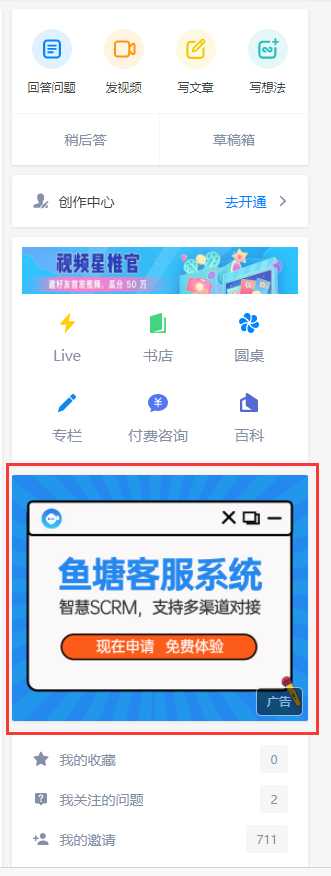 回答问题 发视频 写文章 写想法
稍后答 草稿箱
创作中心 去开通
视频星推官
邀好友首发视频，瓜分 50 万
Live 书店 圆桌
专栏 付费咨询 百科
鱼塘客服系统
智慧SCRM，支持多渠道对接
现在申请 免费体验
广告
我的收藏 0
我关注的问题 2
我的邀请 711